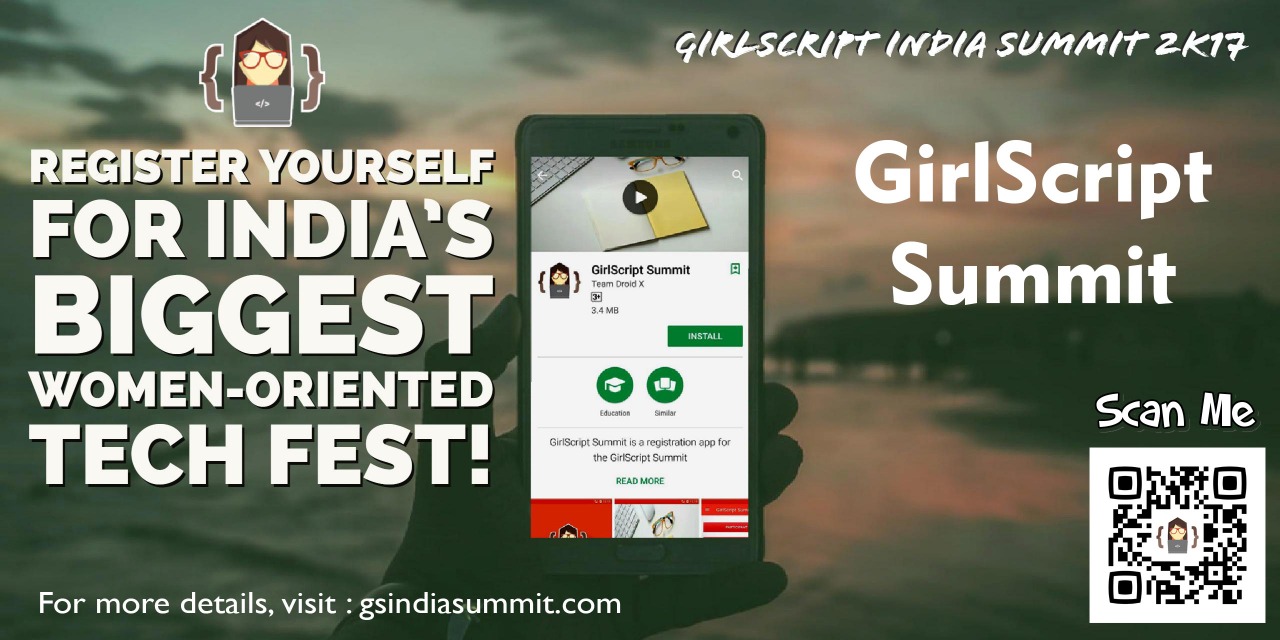 GIRLSCRIPT INDIA SUMMIT 2K17
</>
REGISTER YOURSELF
FOR INDIA'S
BIGGEST
WOMEN-ORIENTED
TECH FEST!
GirlScript Summit
Team Droid X
3+
3.4 MB
INSTALL
Education
Similar
GirlScript Summit is a registration app for
the GirlScript Summit
READ MORE
GirlScript
Summit
Scan Me
For more details, visit : gsindiasummit.com